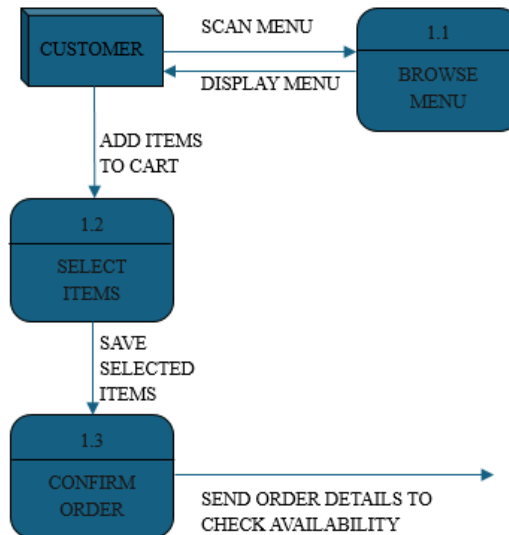 SCAN MENU
1.1
CUSTOMER
BROWSE
MENU
DISPLAY MENU
ADD ITEMS
TO CART
1.2
SELECT
ITEMS
SAVE
SELECTED
ITEMS
1.3
CONFIRM
ORDER
SEND ORDER DETAILS TO
CHECK AVAILABILITY